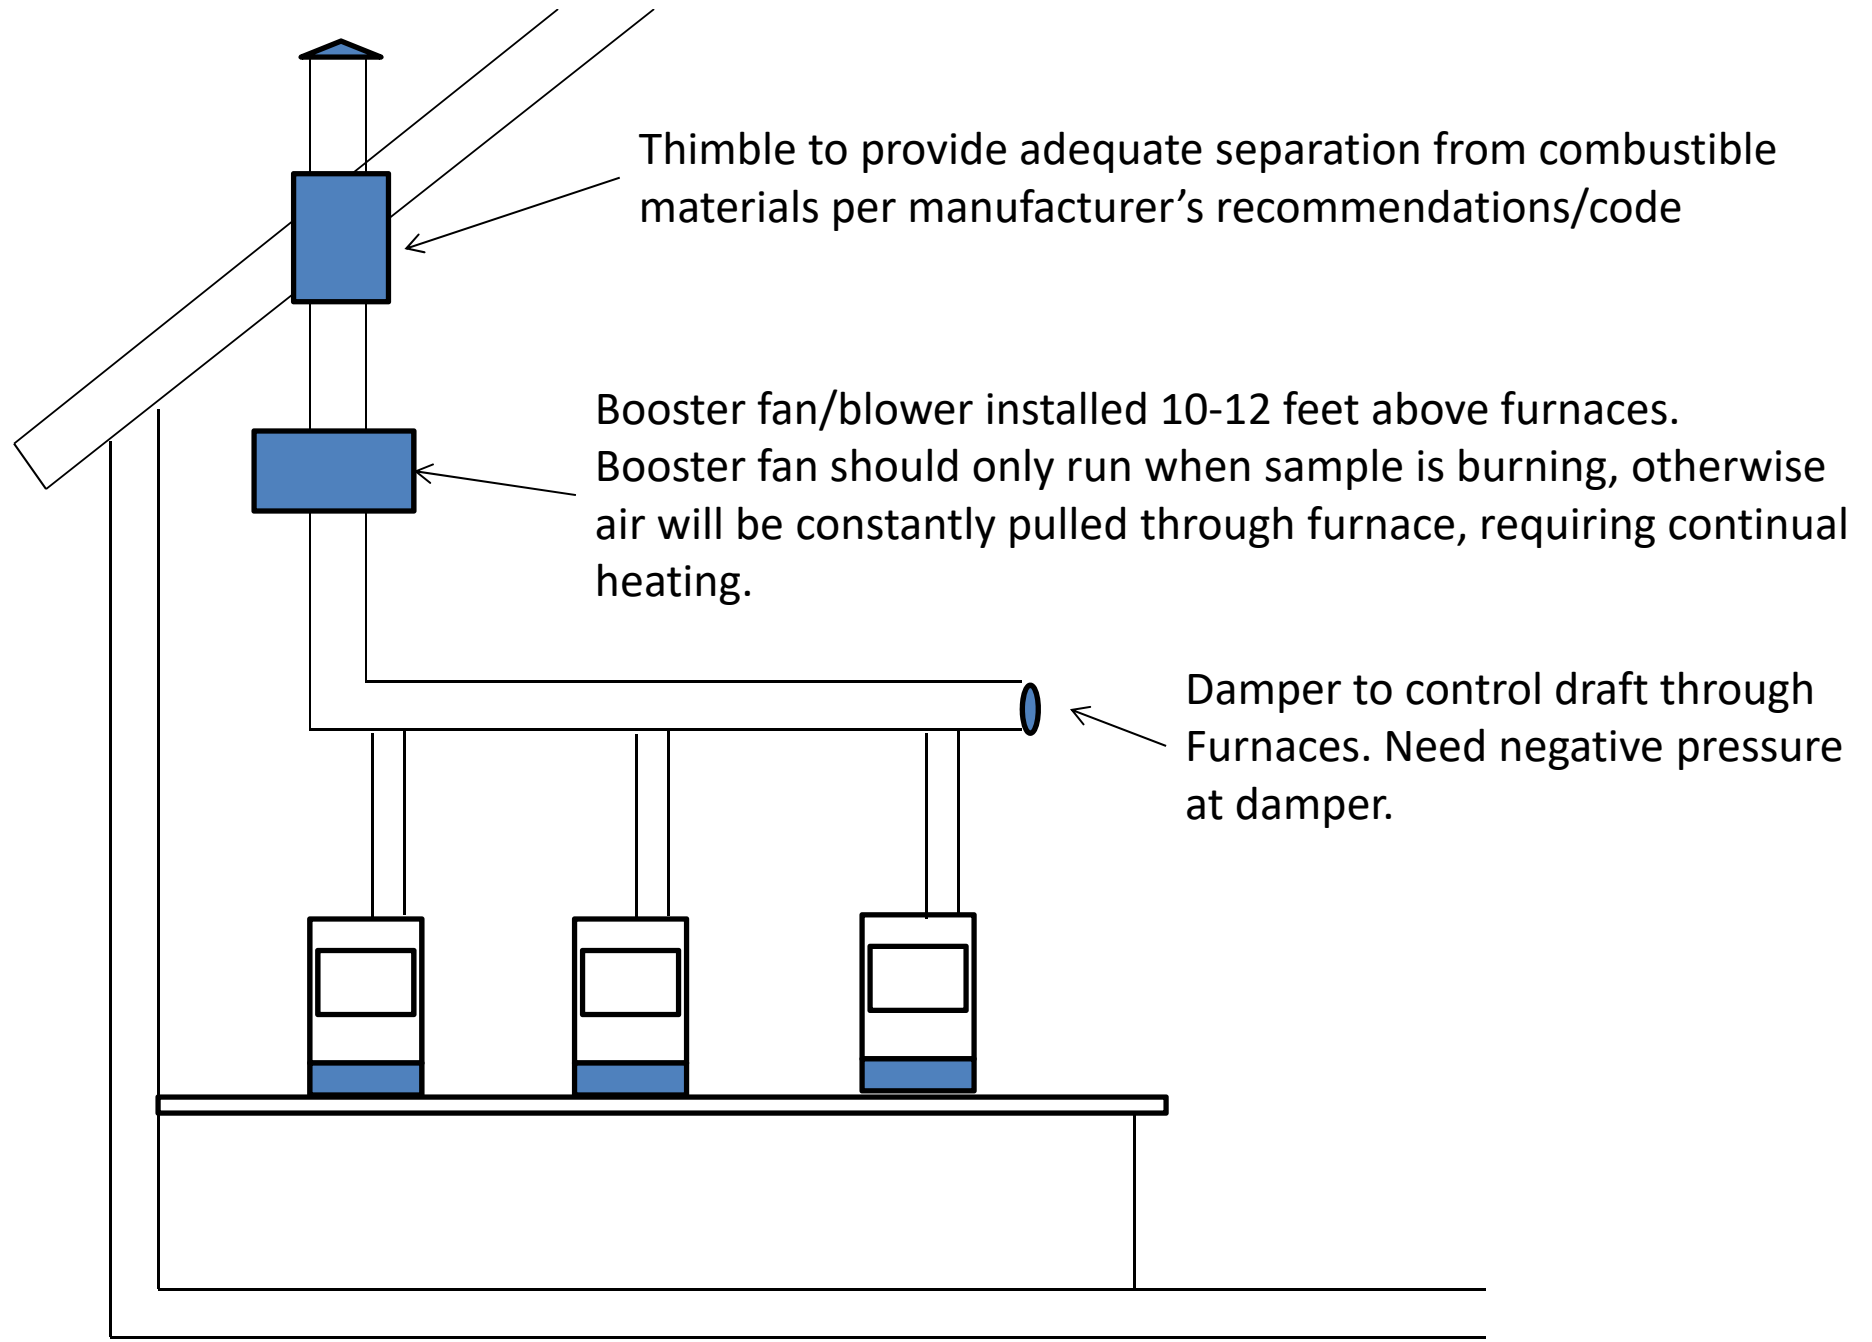 Thimble to provide adequate separation from combustible
materials per manufacturer’s recommendations/code
Booster fan/blower installed 10-12 feet above furnaces.
Booster fan should only run when sample is burning, otherwise
air will be constantly pulled through furnace, requiring continual
heating.
Damper to control draft through
Furnaces. Need negative pressure
at damper.